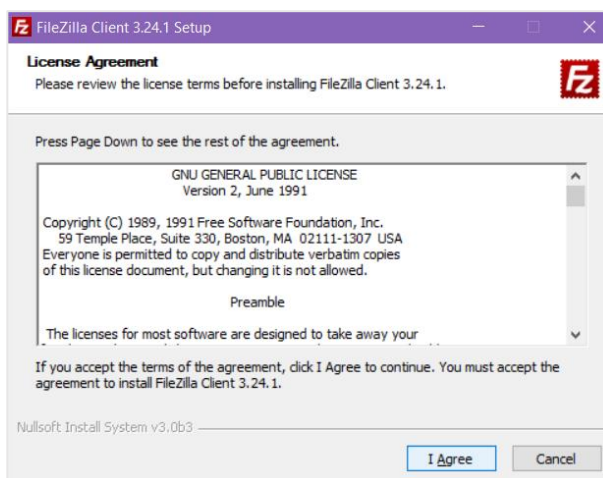 FileZilla Client 3.24.1 Setup
License Agreement
Please review the license terms before installing FileZilla Client 3.24.1.
Fz
Press Page Down to see the rest of the agreement.
GNU GENERAL PUBLIC LICENSE
Version 2, June 1991
Copyright (C) 1989, 1991 Free Software Foundation, Inc.
59 Temple Place, Suite 330, Boston, MA 02111-1307 USA
Everyone is permitted to copy and distribute verbatim copies
of this license document, but changing it is not allowed.
Preamble
The licenses for most software are designed to take away your
If you accept the terms of the agreement, click I Agree to continue. You must accept the
agreement to install FileZilla Client 3.24.1.
Nullsoft Install System v3.0b3
I Agree Cancel